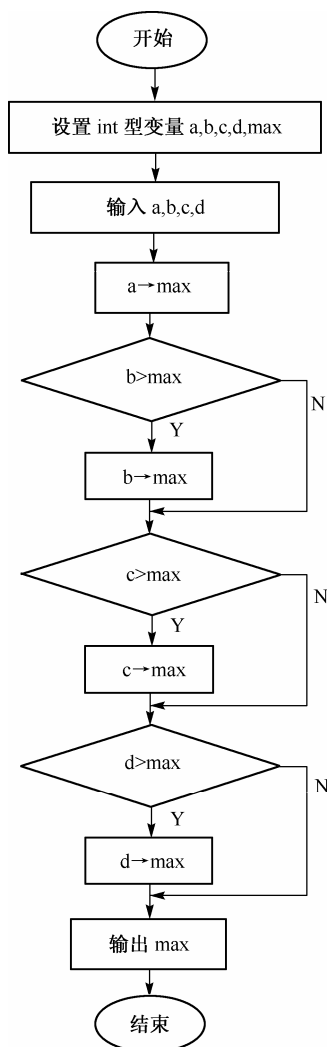 开始
设置 int 型变量 a,b,c,d,max
输入 a,b,c,d
a→max
b>max
N
Y
b→max
c>max
N
Y
c→max
d>max
N
Y
d→max
输出 max
结束